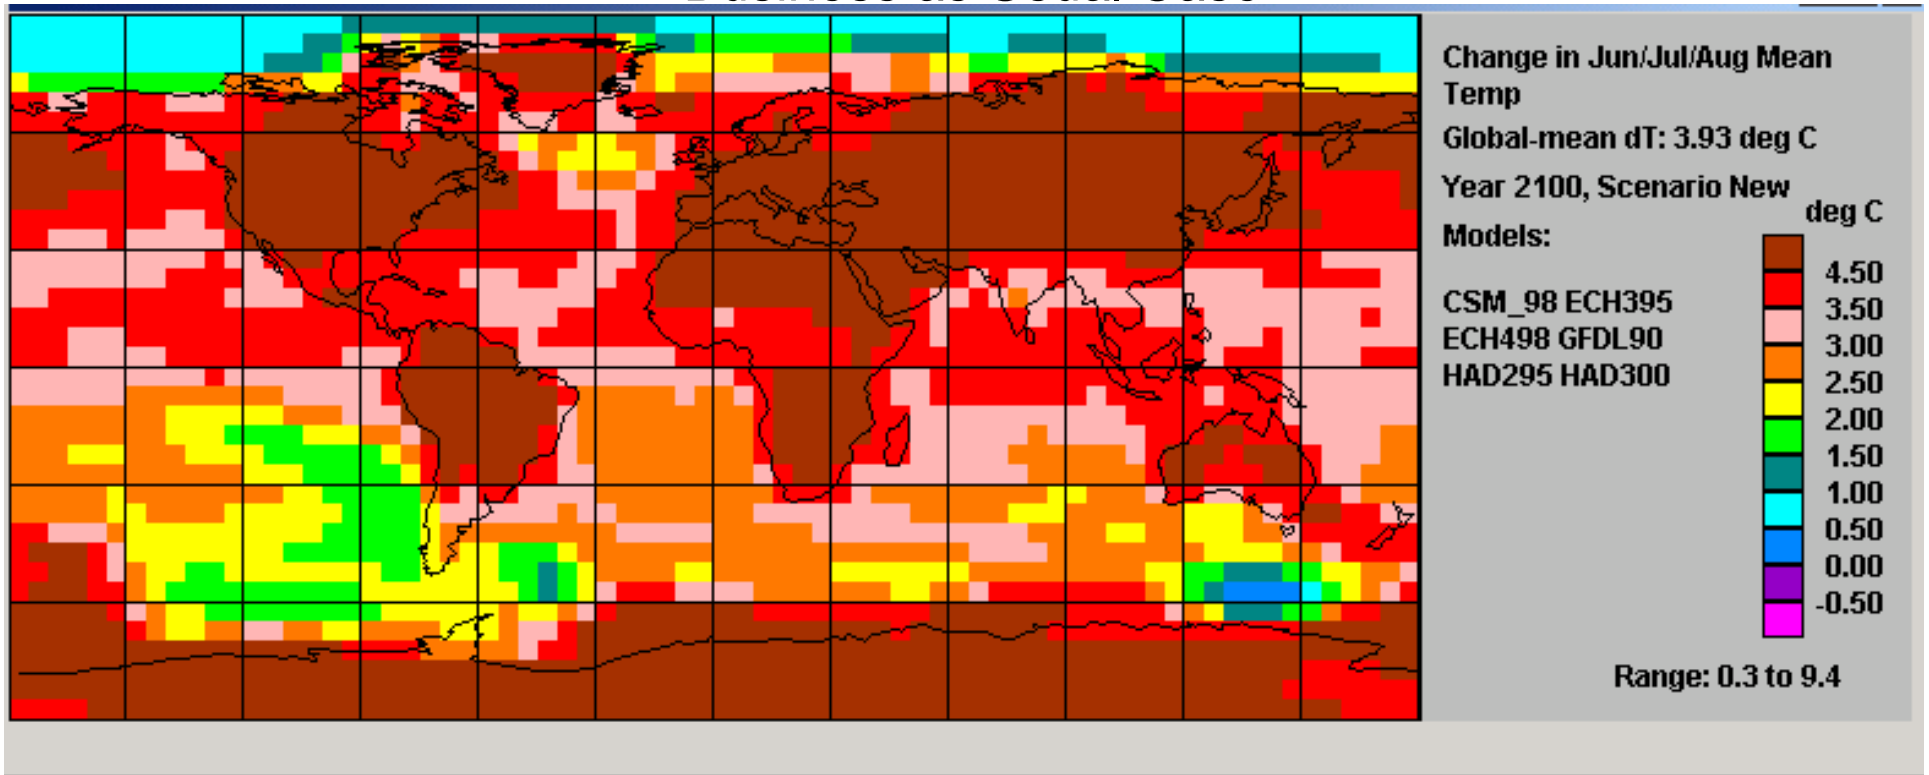 Change in Jun/Jul/Aug Mean
Temp
Global-mean dT: 3.93 deg C
Year 2100, Scenario New
deg C
Models:
4.50
3.50
CSM_98 ECH395
3.00
ECH498 GFDL90
2.50
HAD295 HAD300
2.00
1.50
1.00
0.50
0.00
-0.50
Range: 0.3 to 9.4